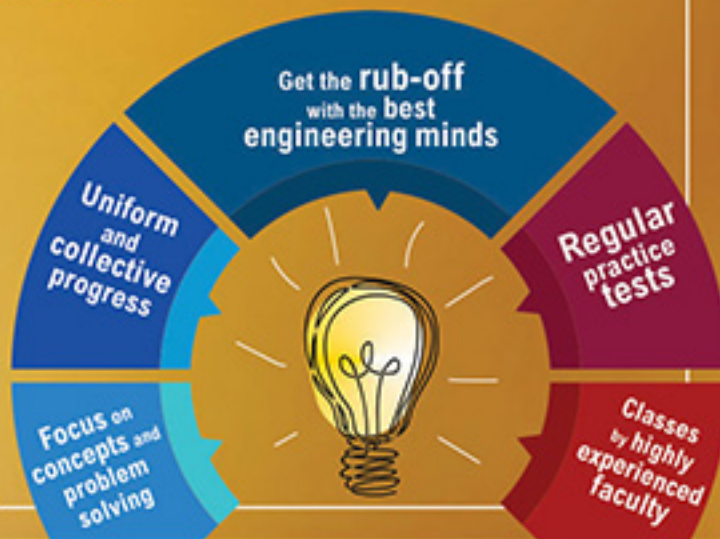 Get the rub-off
with the best
engineering minds
Uniform
and
collective
progress
Regular
practice
tests
Focus on
concepts and
problem
solving
Classes
by highly
experienced
faculty